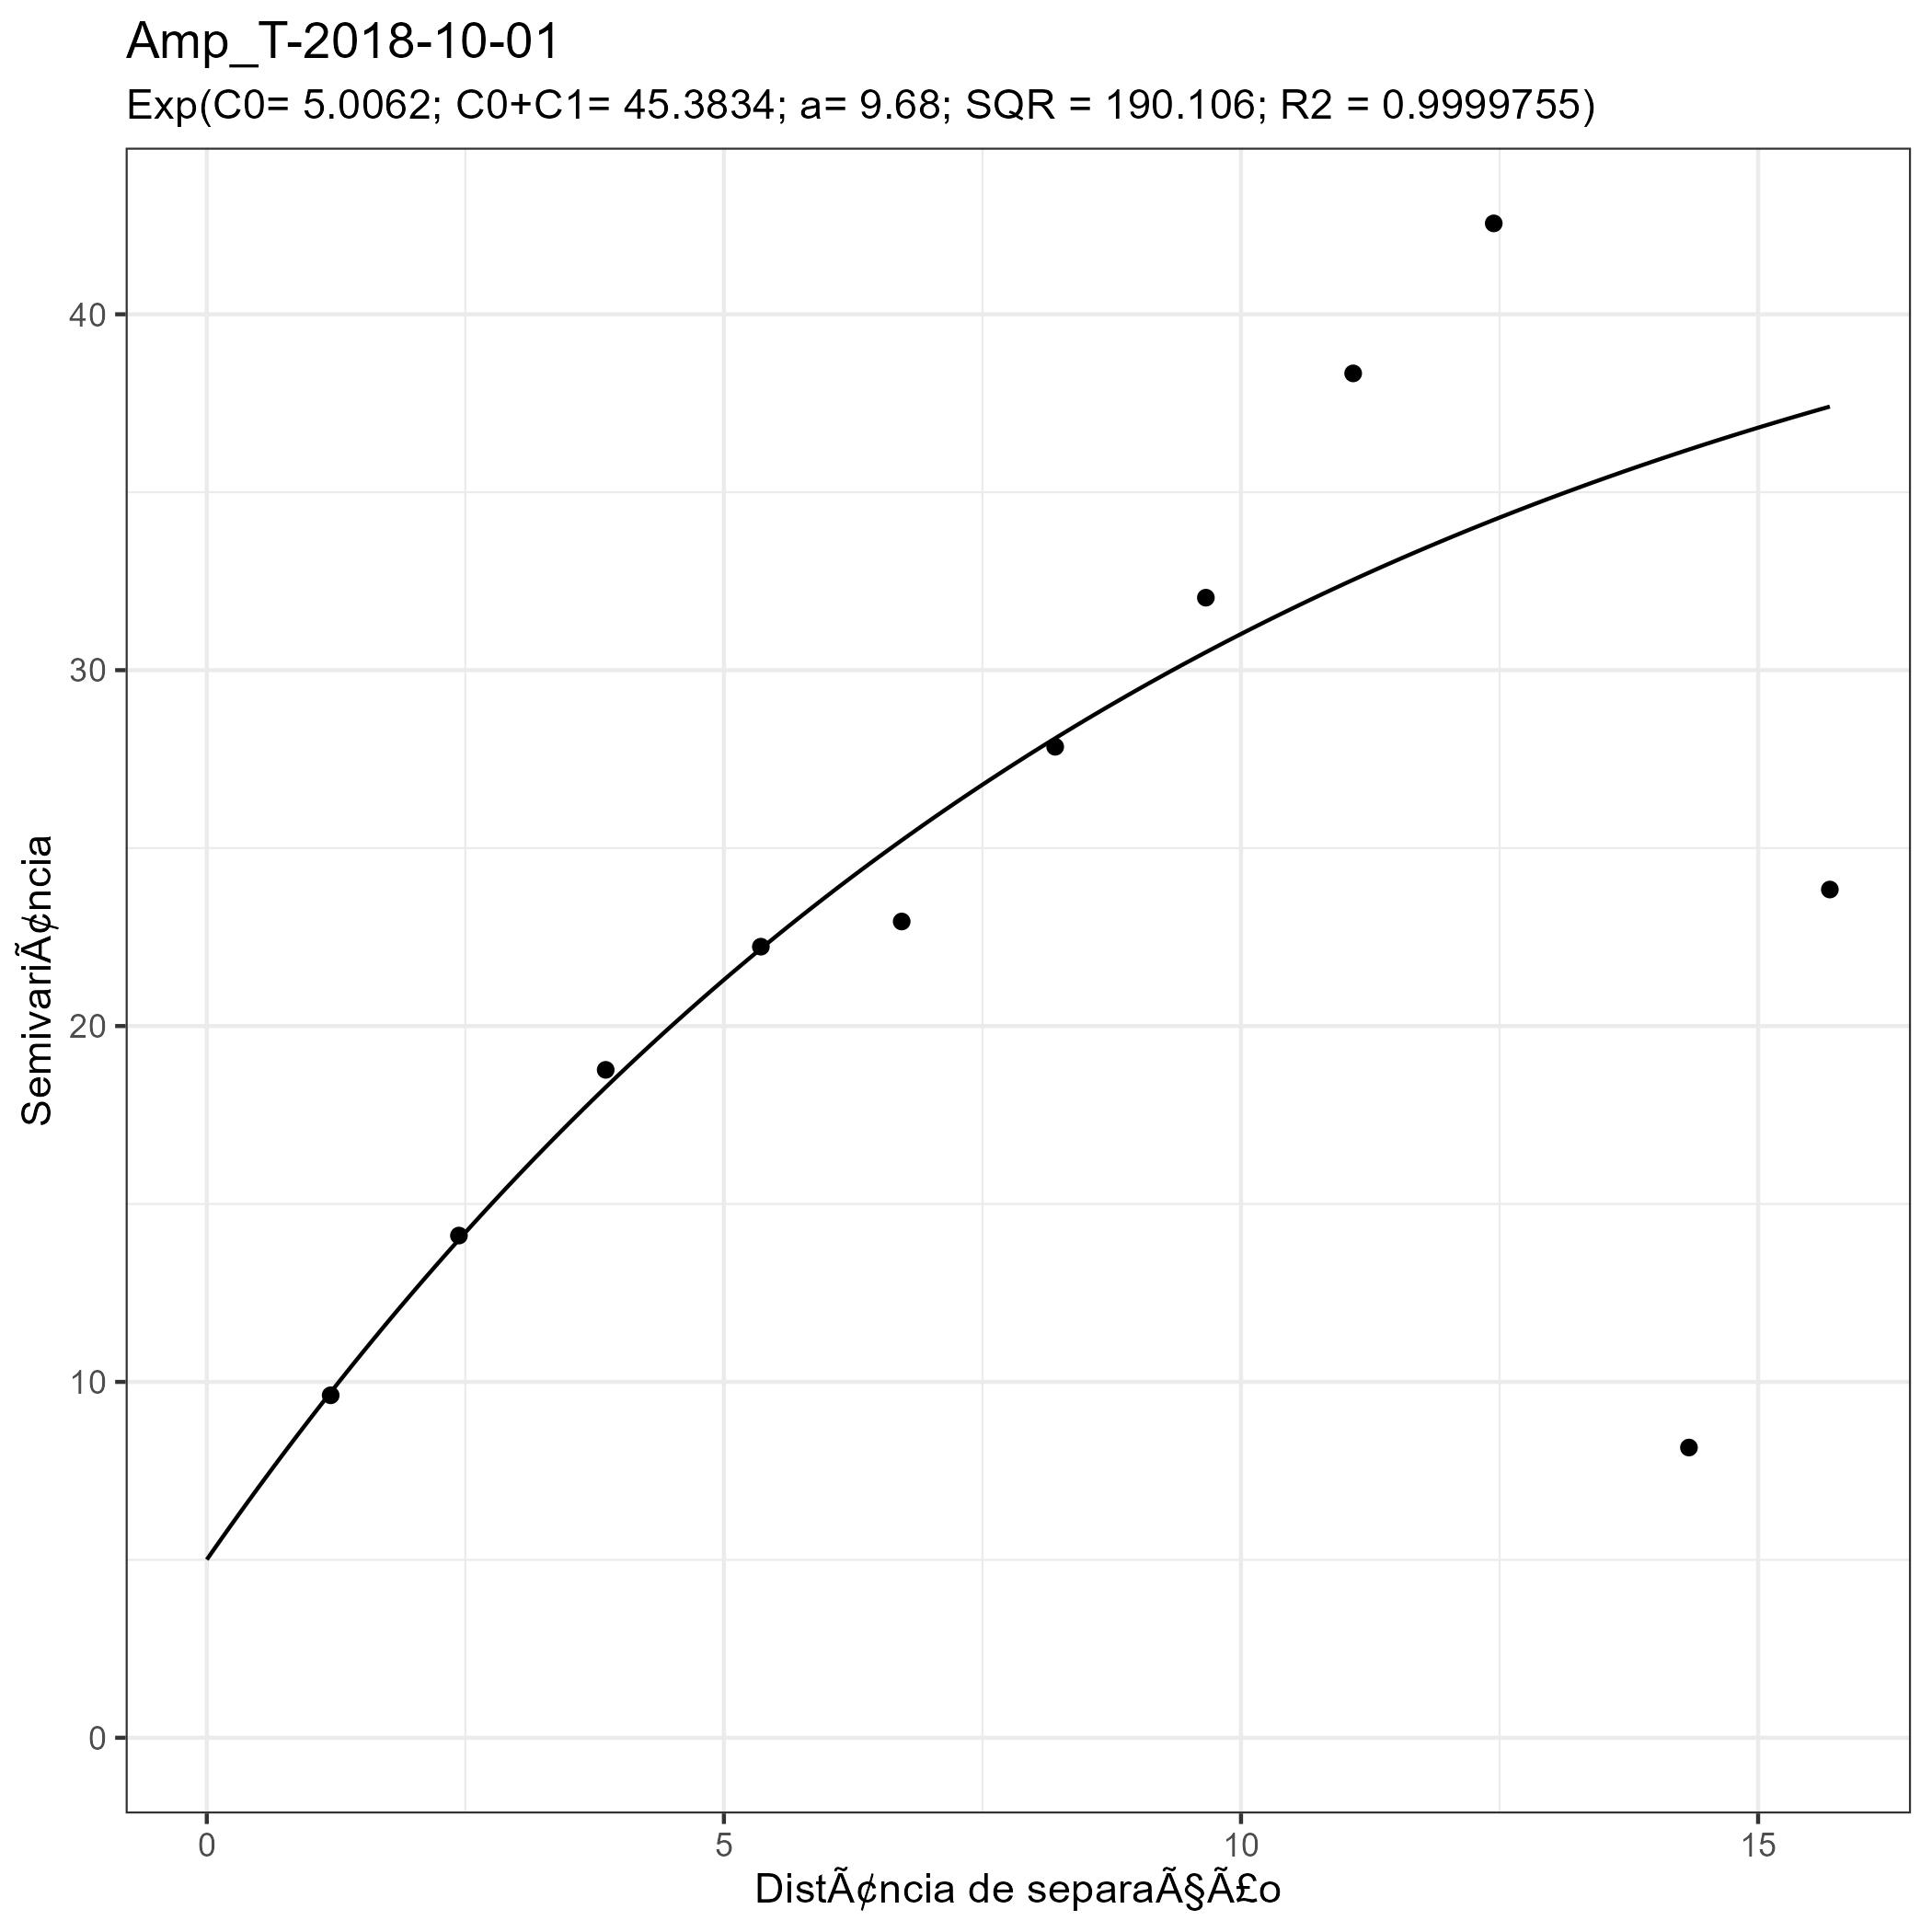 Amp_T-2018-10-01
Exp(C0= 5.0062; C0+C1= 45.3834; a= 9.68; SQR = 190.106; R2 = 0.9999755)
SemivariÃ¢ncia
40
30
20
10
0
0 5 10 15
DistÃ¢ncia de separaÃ§Ã£o